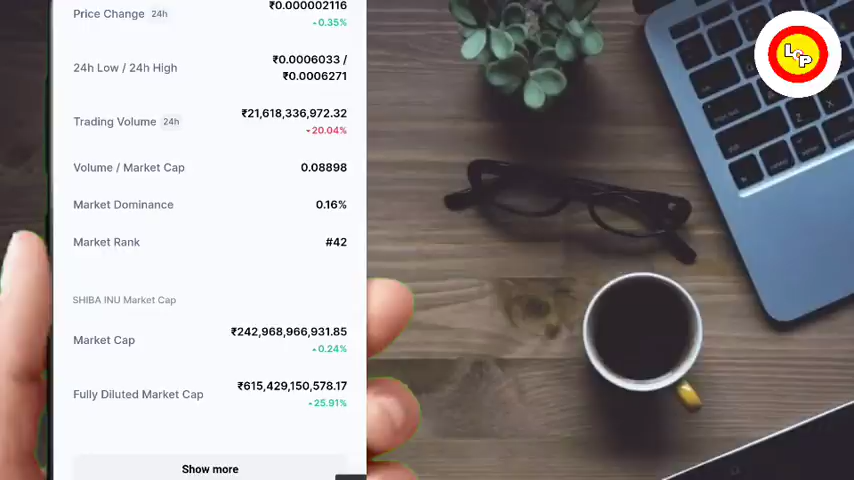 Price Change 24h
₹0.000002116
0.35%
24h Low / 24h High
₹0.0006033 /
₹0.0006271
Trading Volume 24h
₹21,618,336,972.32
20.04%
Volume / Market Cap
0.08898
Market Dominance
0.16%
Market Rank
#42
SHIBA INU Market Cap
Market Cap
₹242,968,966,931.85
0.24%
Fully Diluted Market Cap
₹615,429,150,578.17
25.91%
Show more
LCP
Z X